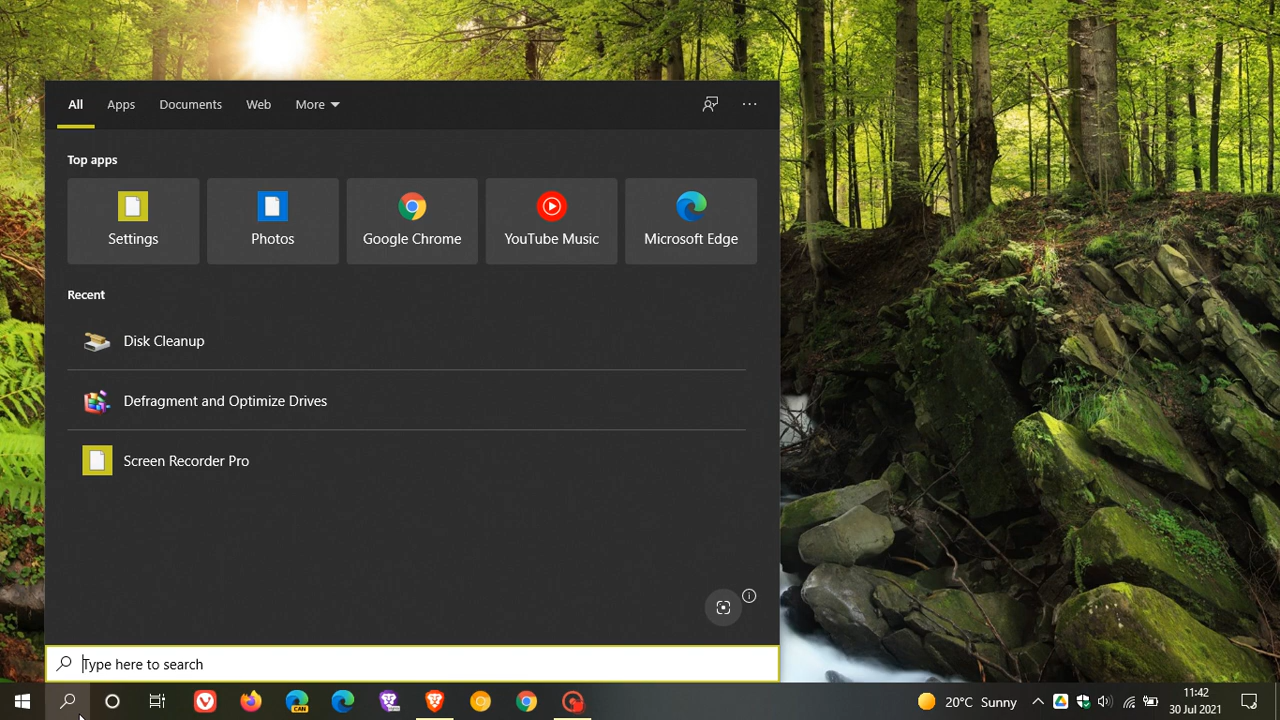 All Apps Documents Web More
Top apps
Settings Photos Google Chrome YouTube Music Microsoft Edge
Recent
Disk Cleanup
Defragment and Optimize Drives
Screen Recorder Pro
Type here to search
CAN
20°C Sunny
11:42
30 Jul 2021